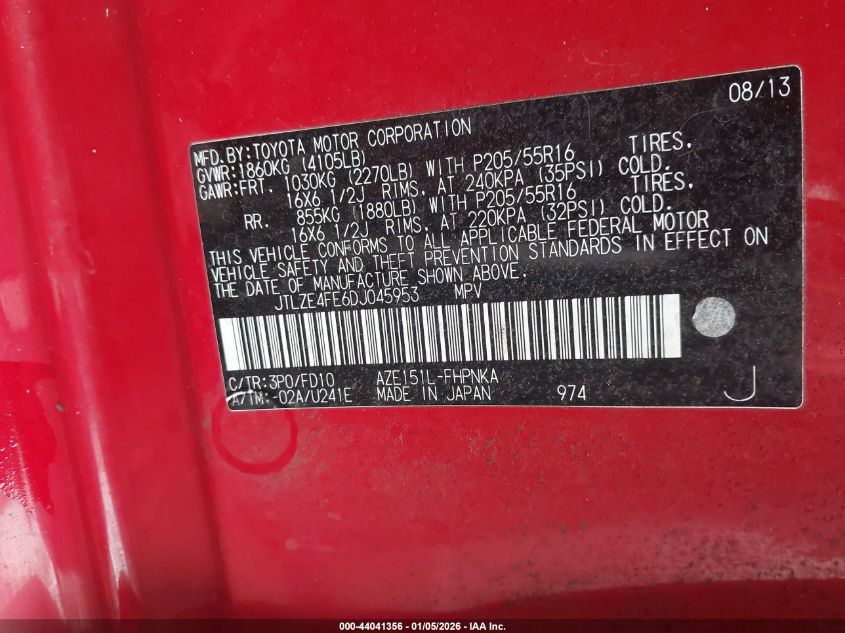 08/13
MFD.BY:TOYOTA MOTOR CORPORATION
GVWR:1860KG (4105LB)
GAWR:FRT. 1030KG (2270LB) WITH P205/55R16 TIRES,
16X6 1/2J RIMS, AT 240KPA (35PSI) COLD.
RR. 855KG (1880LB) WITH P205/55R16 TIRES,
16X6 1/2J RIMS, AT 220KPA (32PSI) COLD.
THIS VEHICLE CONFORMS TO ALL APPLICABLE FEDERAL MOTOR
VEHICLE SAFETY AND THEFT PREVENTION STANDARDS IN EFFECT ON
THE DATE OF MANUFACTURE SHOWN ABOVE.
JTLZE4FE6DJ045953 MPV
C/TR:3P0/FD10 AZE151L-FHPNKA
A/TM:-02A/U241E MADE IN JAPAN 974
J
000-44041356 - 01/05/2026 - IAA Inc.